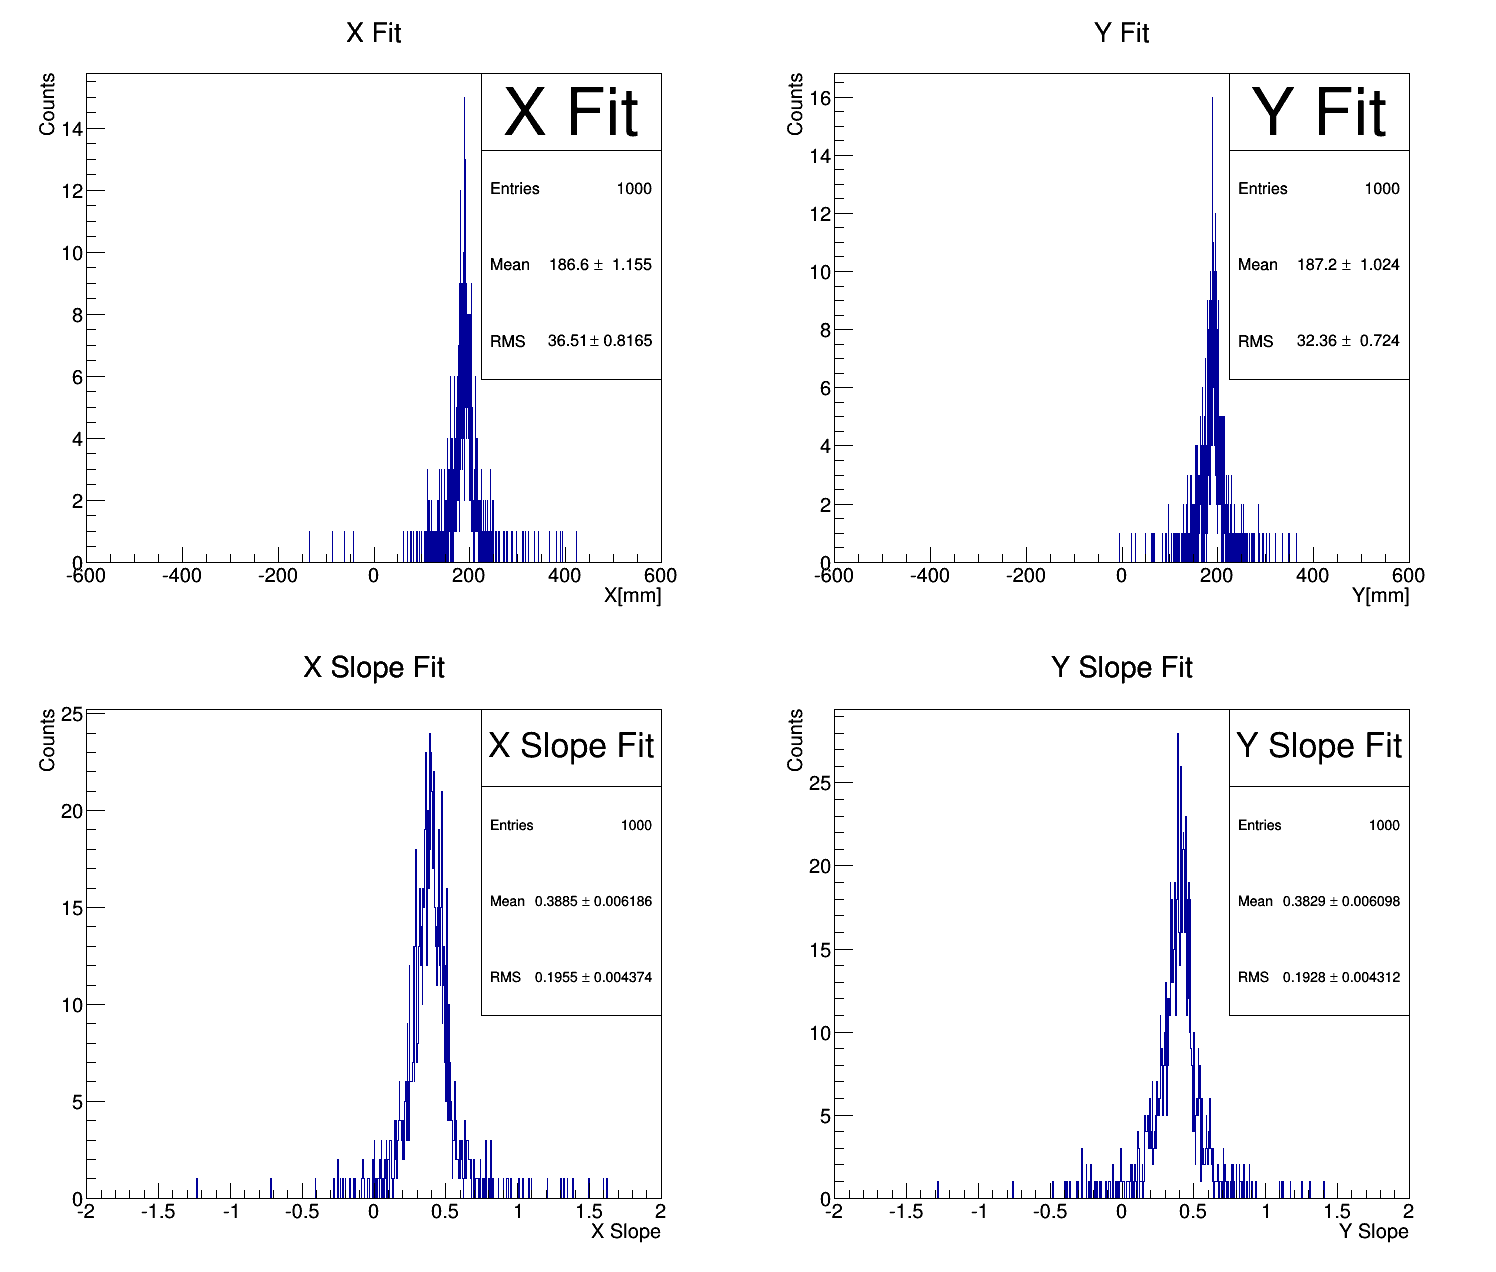 X Fit
Counts
14
12
10
8
6
4
2
0
-600 -400 -200 0 200 400 600
X[mm]
X Fit
Entries 1000
Mean 186.6 ± 1.155
RMS 36.51 ± 0.8165
Y Fit
Counts
16
14
12
10
8
6
4
2
0
-600 -400 -200 0 200 400 600
Y[mm]
Y Fit
Entries 1000
Mean 187.2 ± 1.024
RMS 32.36 ± 0.724
X Slope Fit
Counts
25
20
15
10
5
0
-2 -1.5 -1 -0.5 0 0.5 1 1.5 2
X Slope
X Slope Fit
Entries 1000
Mean 0.3885 ± 0.006186
RMS 0.1955 ± 0.004374
Y Slope Fit
Counts
25
20
15
10
5
0
-2 -1.5 -1 -0.5 0 0.5 1 1.5 2
Y Slope
Y Slope Fit
Entries 1000
Mean 0.3829 ± 0.006098
RMS 0.1928 ± 0.004312